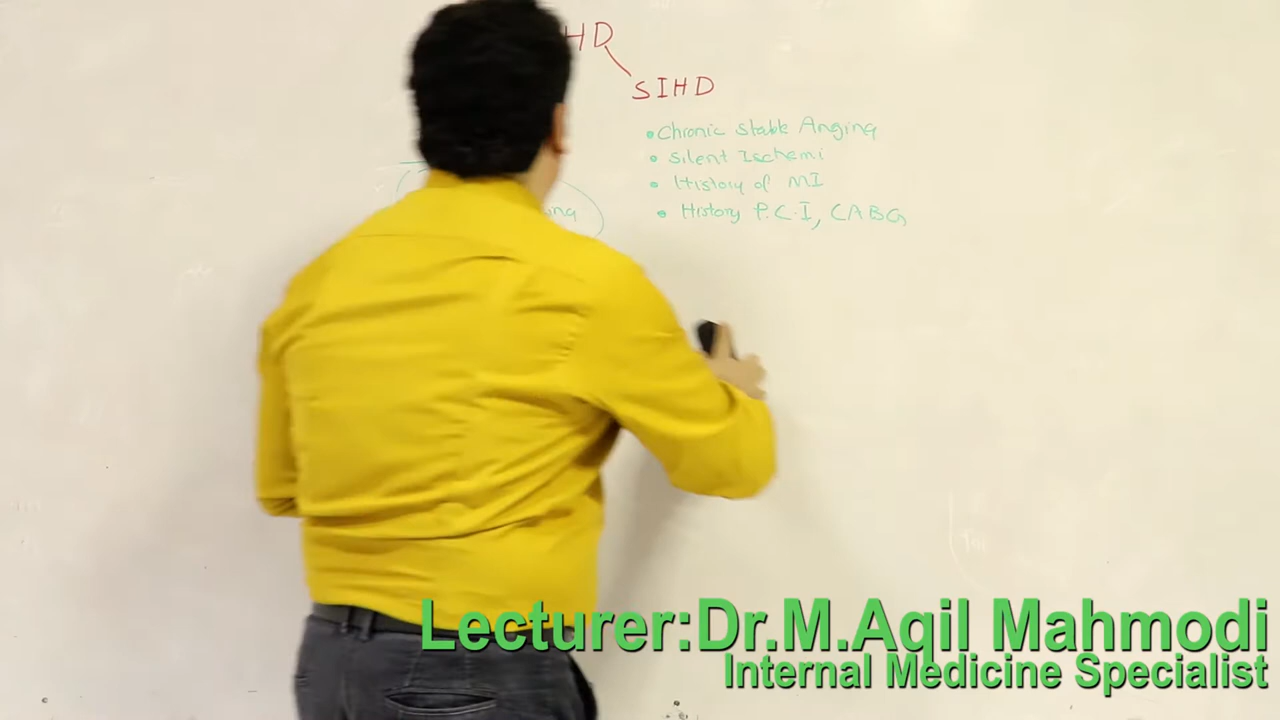 HD
SIHD
• Chronic Stable Angina
• Silent Ischemi
• History of MI
• History P.C.I, CABG
Lecturer:Dr.M.Aqil Mahmodi
Internal Medicine Specialist